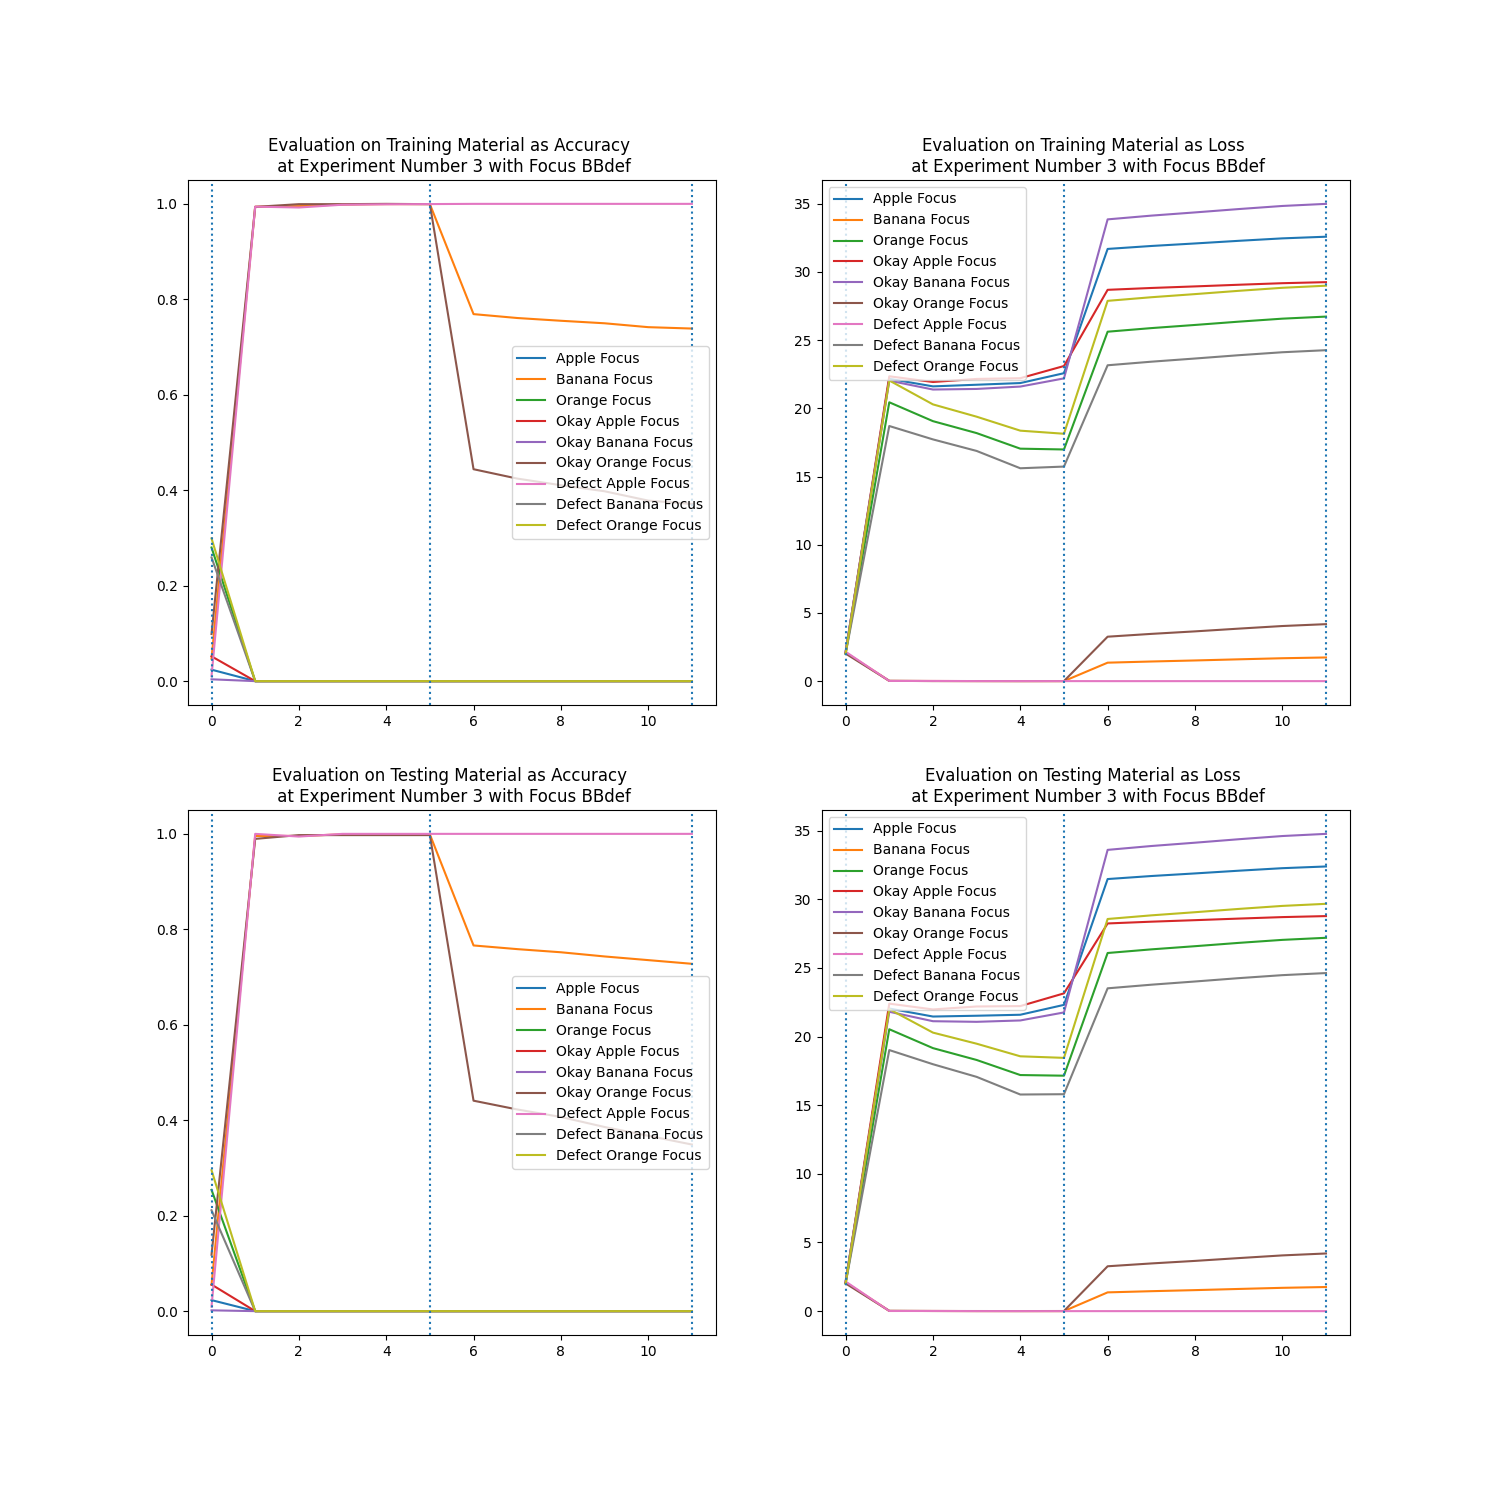 Evaluation on Training Material as Accuracy
at Experiment Number 3 with Focus BBdef
1.0
0.8
0.6
0.4
0.2
0.0
Apple Focus
Banana Focus
Orange Focus
Okay Apple Focus
Okay Banana Focus
Okay Orange Focus
Defect Apple Focus
Defect Banana Focus
Defect Orange Focus
0 2 4 6 8 10
Evaluation on Training Material as Loss
at Experiment Number 3 with Focus BBdef
35
30
25
20
15
10
5
0
Apple Focus
Banana Focus
Orange Focus
Okay Apple Focus
Okay Banana Focus
Okay Orange Focus
Defect Apple Focus
Defect Banana Focus
Defect Orange Focus
0 2 4 6 8 10
Evaluation on Testing Material as Accuracy
at Experiment Number 3 with Focus BBdef
1.0
0.8
0.6
0.4
0.2
0.0
Apple Focus
Banana Focus
Orange Focus
Okay Apple Focus
Okay Banana Focus
Okay Orange Focus
Defect Apple Focus
Defect Banana Focus
Defect Orange Focus
0 2 4 6 8 10
Evaluation on Testing Material as Loss
at Experiment Number 3 with Focus BBdef
35
30
25
20
15
10
5
0
Apple Focus
Banana Focus
Orange Focus
Okay Apple Focus
Okay Banana Focus
Okay Orange Focus
Defect Apple Focus
Defect Banana Focus
Defect Orange Focus
0 2 4 6 8 10